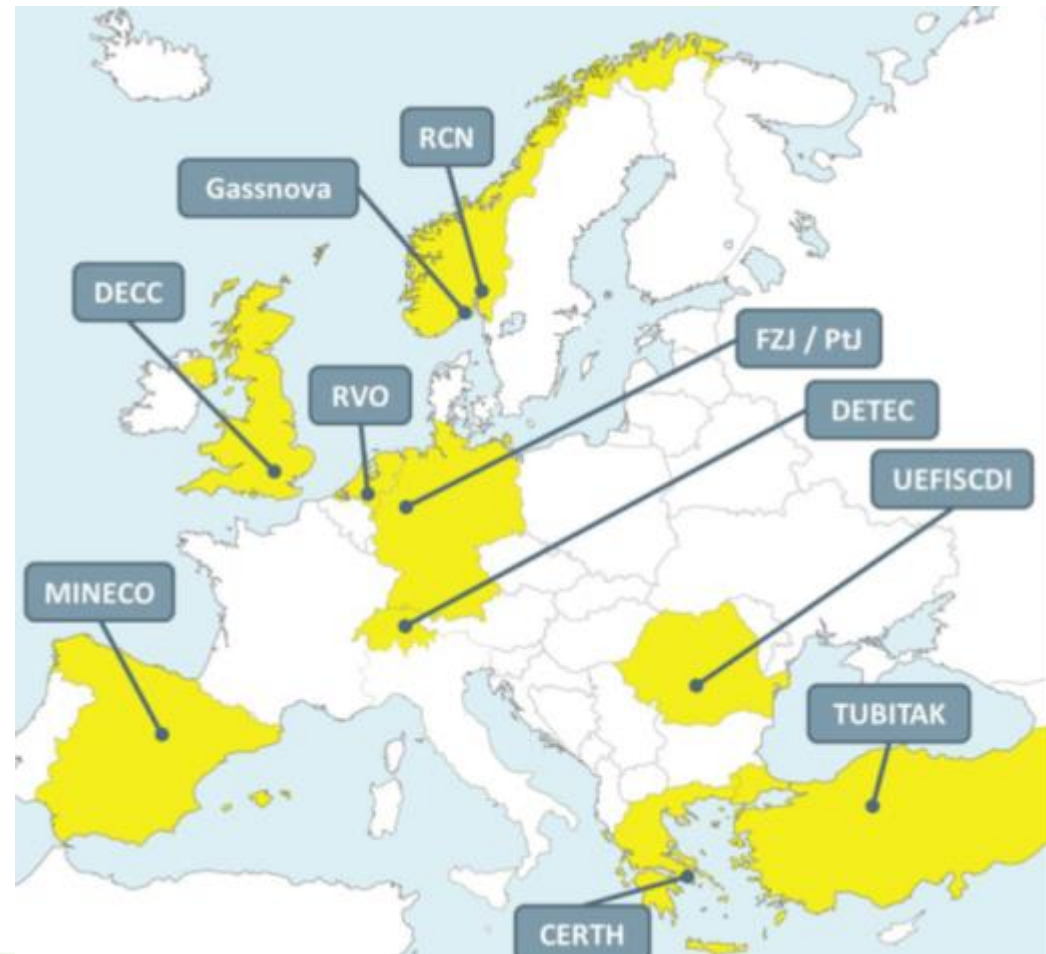 RCN
Gassnova
DECC
FZJ / PtJ
RVO
DETEC
UEFISCDI
MINECO
TUBITAK
CERTH